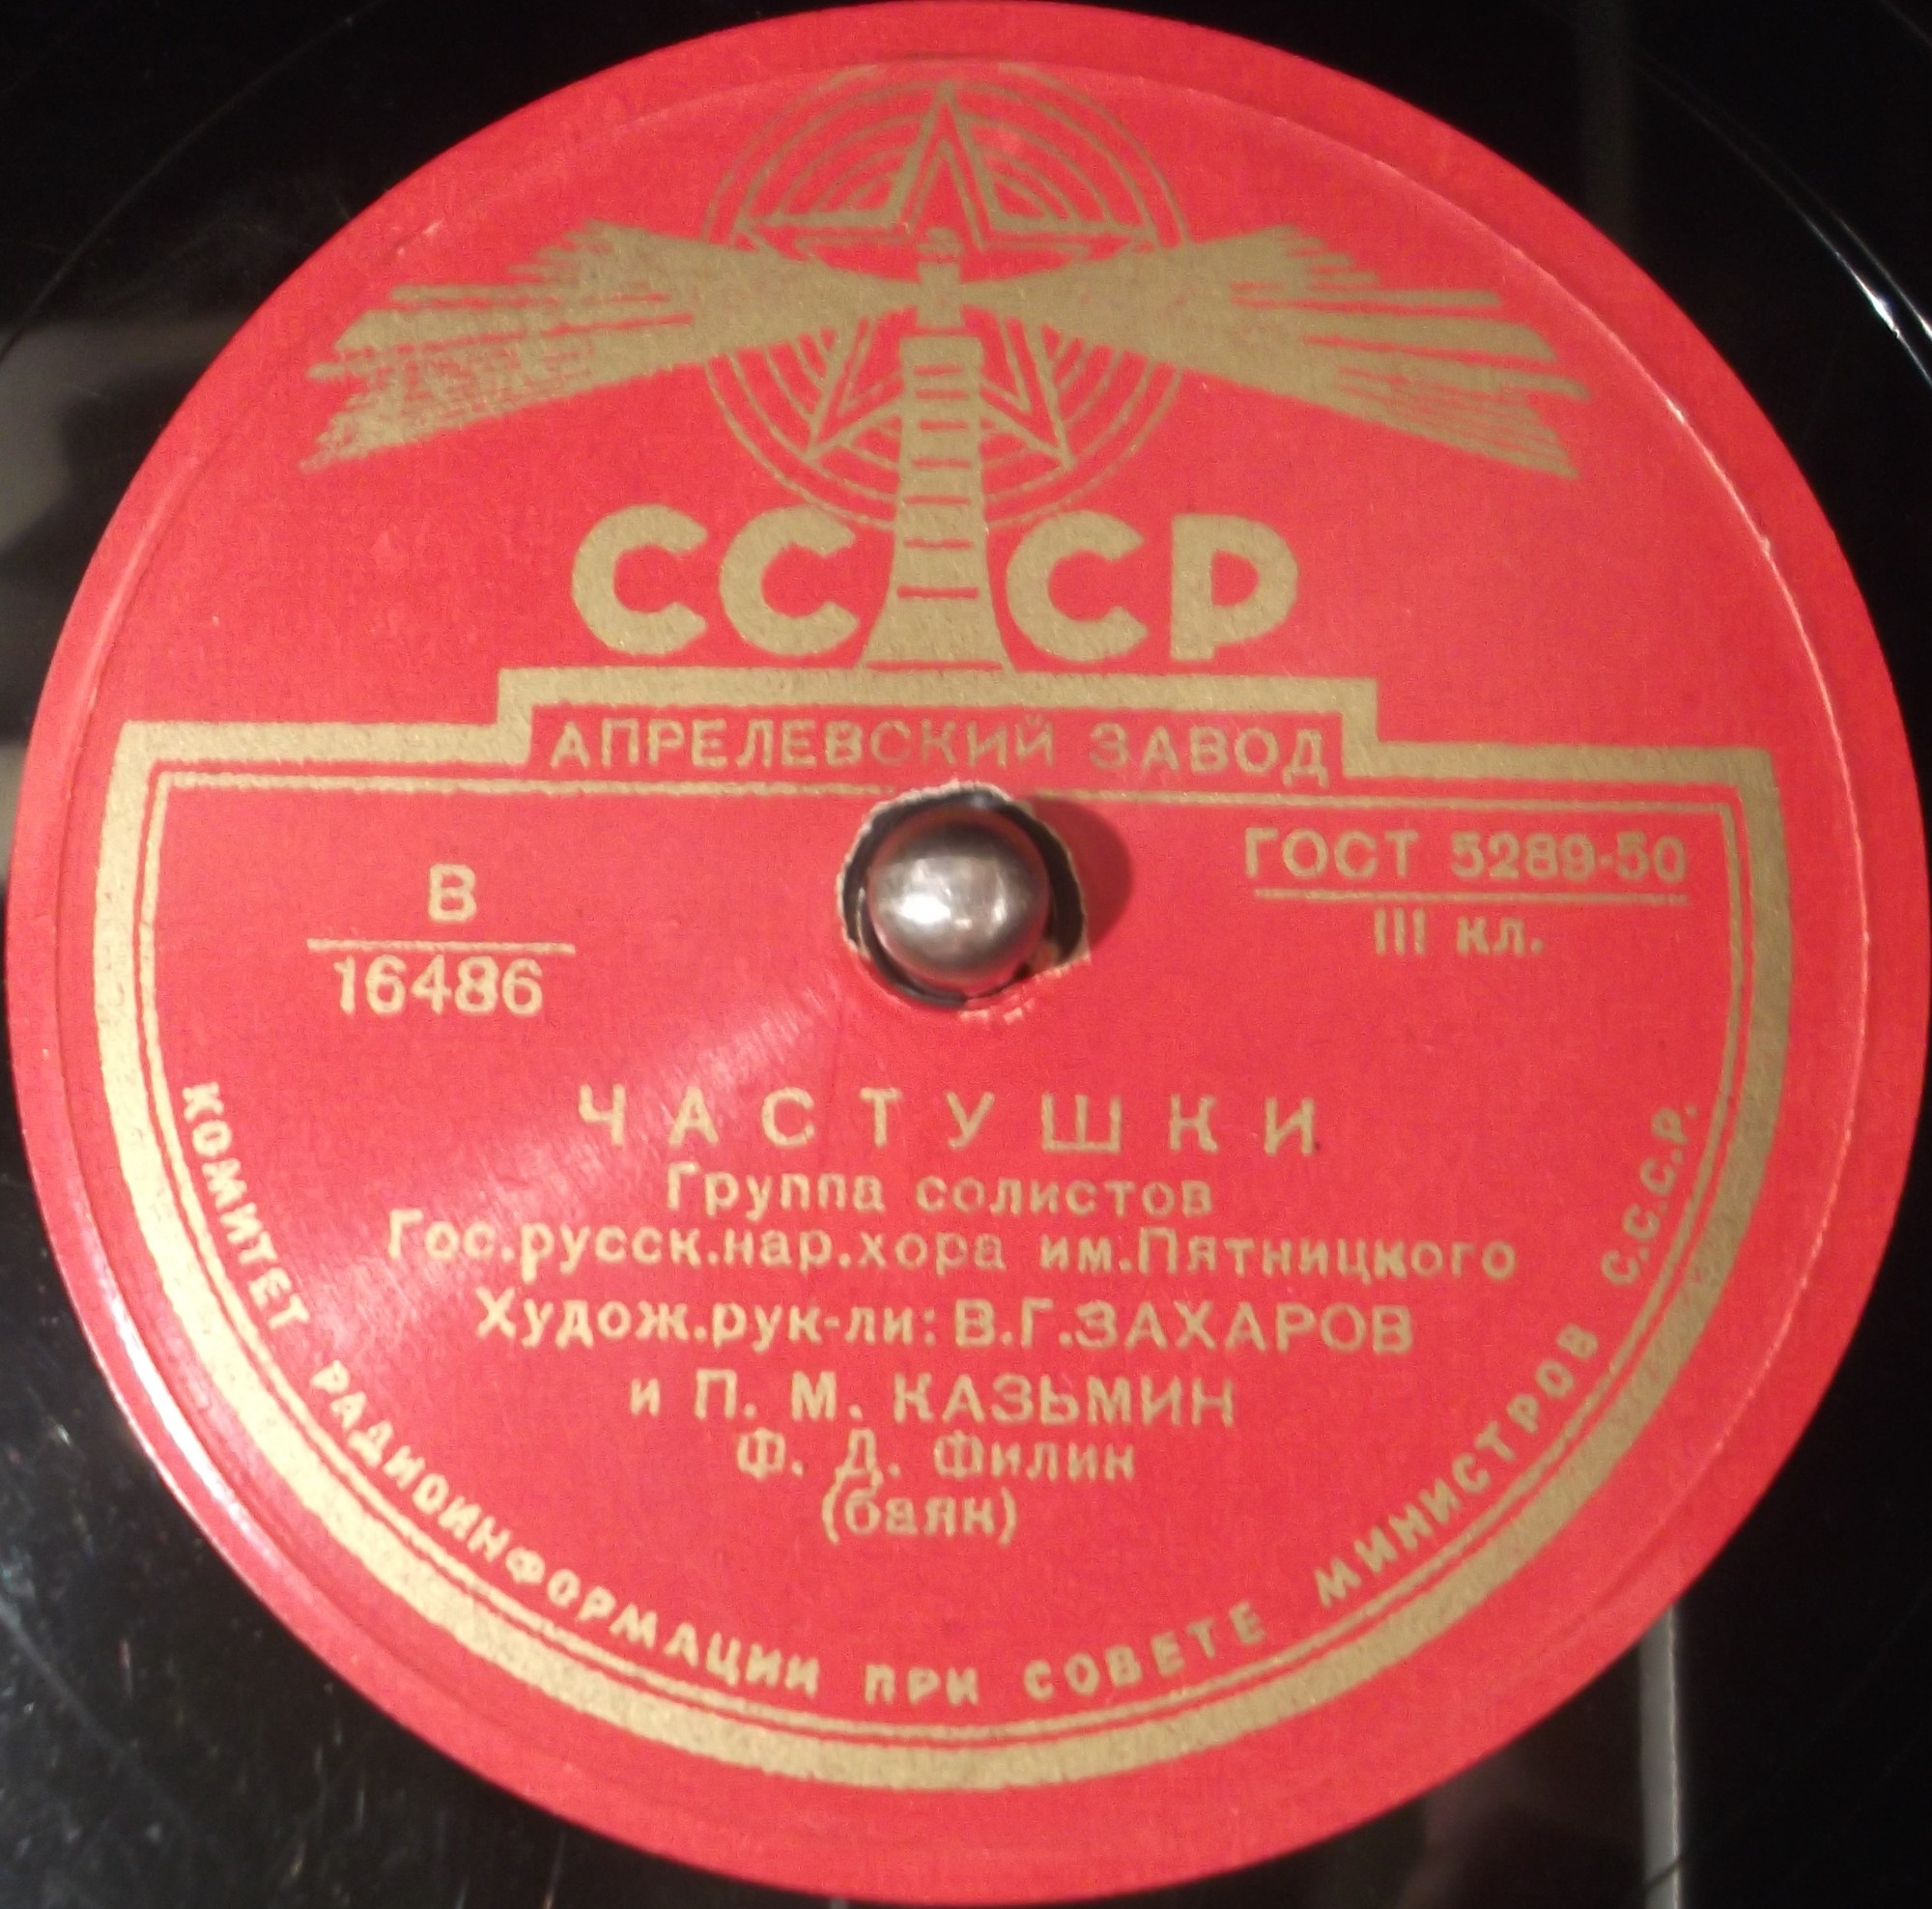 СССР
АПРЕЛЕВСКИЙ ЗАВОД
В
16486
ГОСТ 5289-50
III кл.
ЧАСТУШКИ
Группа солистов
Гос.русск.нар.хора им.Пятницкого
Худож.рук-ли: В.Г.ЗАХАРОВ
и П. М. КАЗЬМИН
Ф. Д. Филин
(баян)
КОМИТЕТ РАДИОИНФОРМАЦИИ ПРИ СОВЕТЕ МИНИСТРОВ С.С.С.Р.